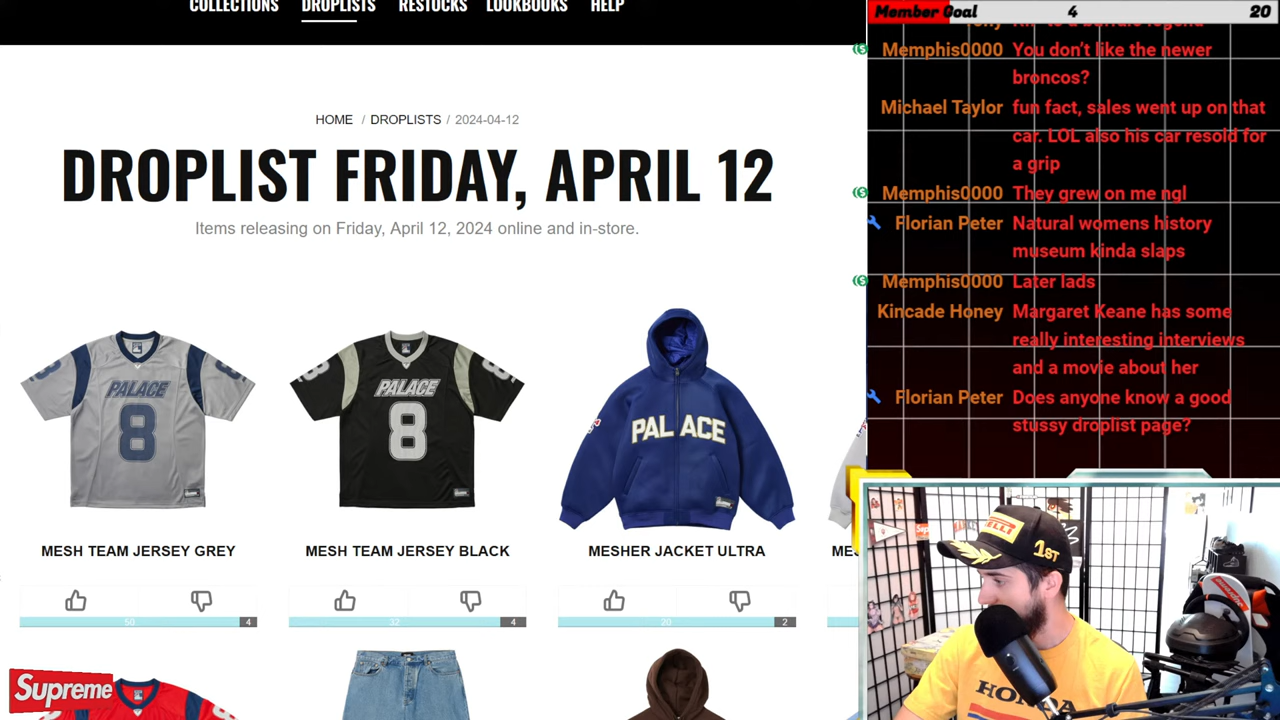 COLLECTIONS DROPLISTS RESTOCKS LOOKBOOKS HELP
HOME / DROPLISTS / 2024-04-12
DROPLIST FRIDAY, APRIL 12
Items releasing on Friday, April 12, 2024 online and in-store.
PALACE
8
8
PALACE
8
PALACE
MESH TEAM JERSEY GREY
MESH TEAM JERSEY BLACK
MESHER JACKET ULTRA
50
4
32
4
20
2
Supreme
Member Goal 4 20
Memphis0000 You don't like the newer
broncos?
Michael Taylor fun fact, sales went up on that
car. LOL also his car resold for
a grip
Memphis0000 They grew on me ngl
Florian Peter Natural womens history
museum kinda slaps
Memphis0000 Later lads
Kincade Honey Margaret Keane has some
really interesting interviews
and a movie about her
Florian Peter Does anyone know a good
stussy droplist page?
1ST
HONDA